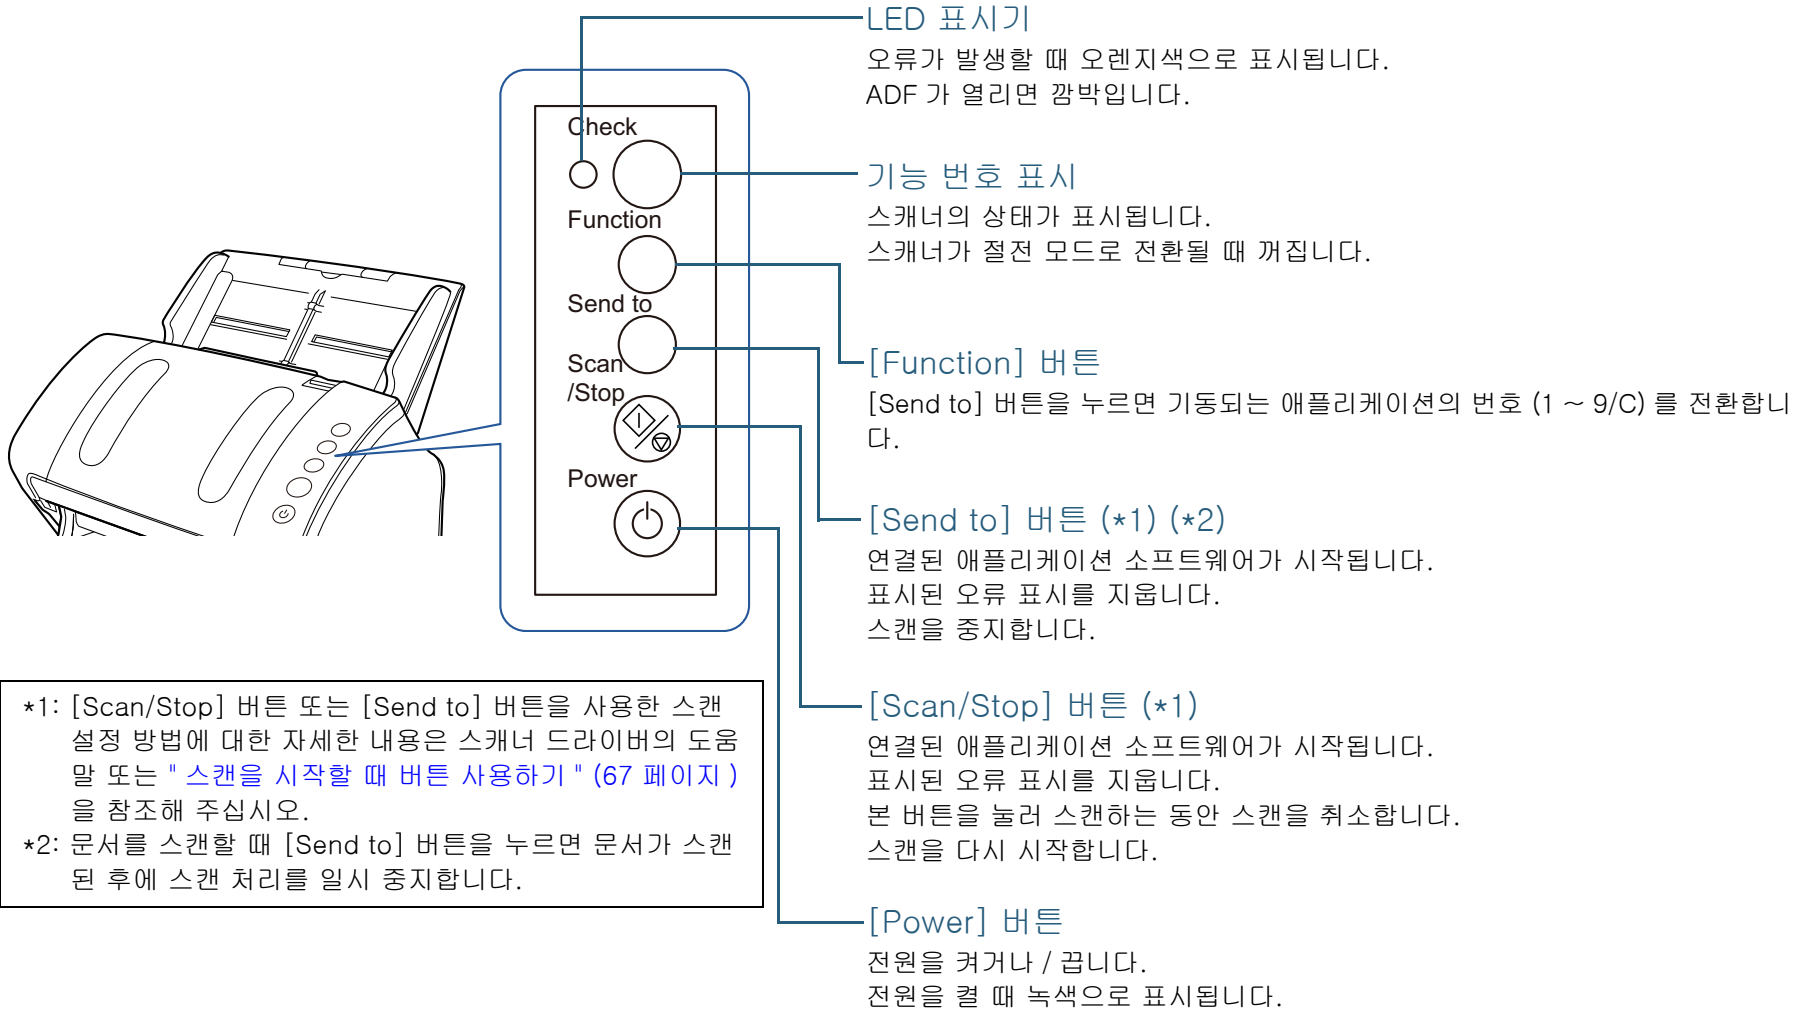 LED 표시기
오류가 발생할 때 오렌지색으로 표시됩니다.
ADF 가 열리면 깜박입니다.
Check
기능 번호 표시
스캐너의 상태가 표시됩니다.
스캐너가 절전 모드로 전환될 때 꺼집니다.
Function
Send to
Scan
/Stop
Power
[Function] 버튼
[Send to] 버튼을 누르면 기동되는 애플리케이션의 번호 (1 ~ 9/C) 를 전환합니
다.
[Send to] 버튼 (*1) (*2)
연결된 애플리케이션 소프트웨어가 시작됩니다.
표시된 오류 표시를 지웁니다.
스캔을 중지합니다.
[Scan/Stop] 버튼 (*1)
연결된 애플리케이션 소프트웨어가 시작됩니다.
표시된 오류 표시를 지웁니다.
본 버튼을 눌러 스캔하는 동안 스캔을 취소합니다.
스캔을 다시 시작합니다.
[Power] 버튼
전원을 켜거나 / 끕니다.
전원을 켤 때 녹색으로 표시됩니다.
*1: [Scan/Stop] 버튼 또는 [Send to] 버튼을 사용한 스캔
설정 방법에 대한 자세한 내용은 스캐너 드라이버의 도움
말 또는 " 스캔을 시작할 때 버튼 사용하기 " (67 페이지 )
을 참조해 주십시오.
*2: 문서를 스캔할 때 [Send to] 버튼을 누르면 문서가 스캔
된 후에 스캔 처리를 일시 중지합니다.